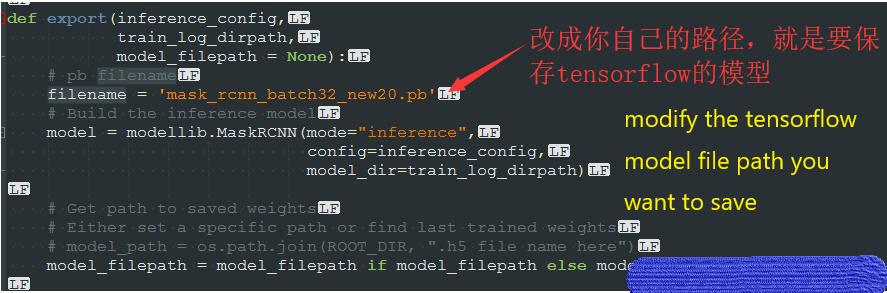 def export(inference_config,LF
train_log_dirpath,LF
model_filepath = None):LF
# pb filenameLF
filename = 'mask_rcnn_batch32_new20.pb'LF
# Build the inference modelLF
model = modellib.MaskRCNN(mode="inference",LF
config=inference_config,LF
model_dir=train_log_dirpath)LF
LF
# Get path to saved weightsLF
# Either set a specific path or find last trained weightsLF
# model_path = os.path.join(ROOT_DIR, ".h5 file name here")LF
model_filepath = model_filepath if model_filepath else mode
LF
改成你自己的路径，就是要保
存tensorflow的模型
modify the tensorflow
model file path you
want to save